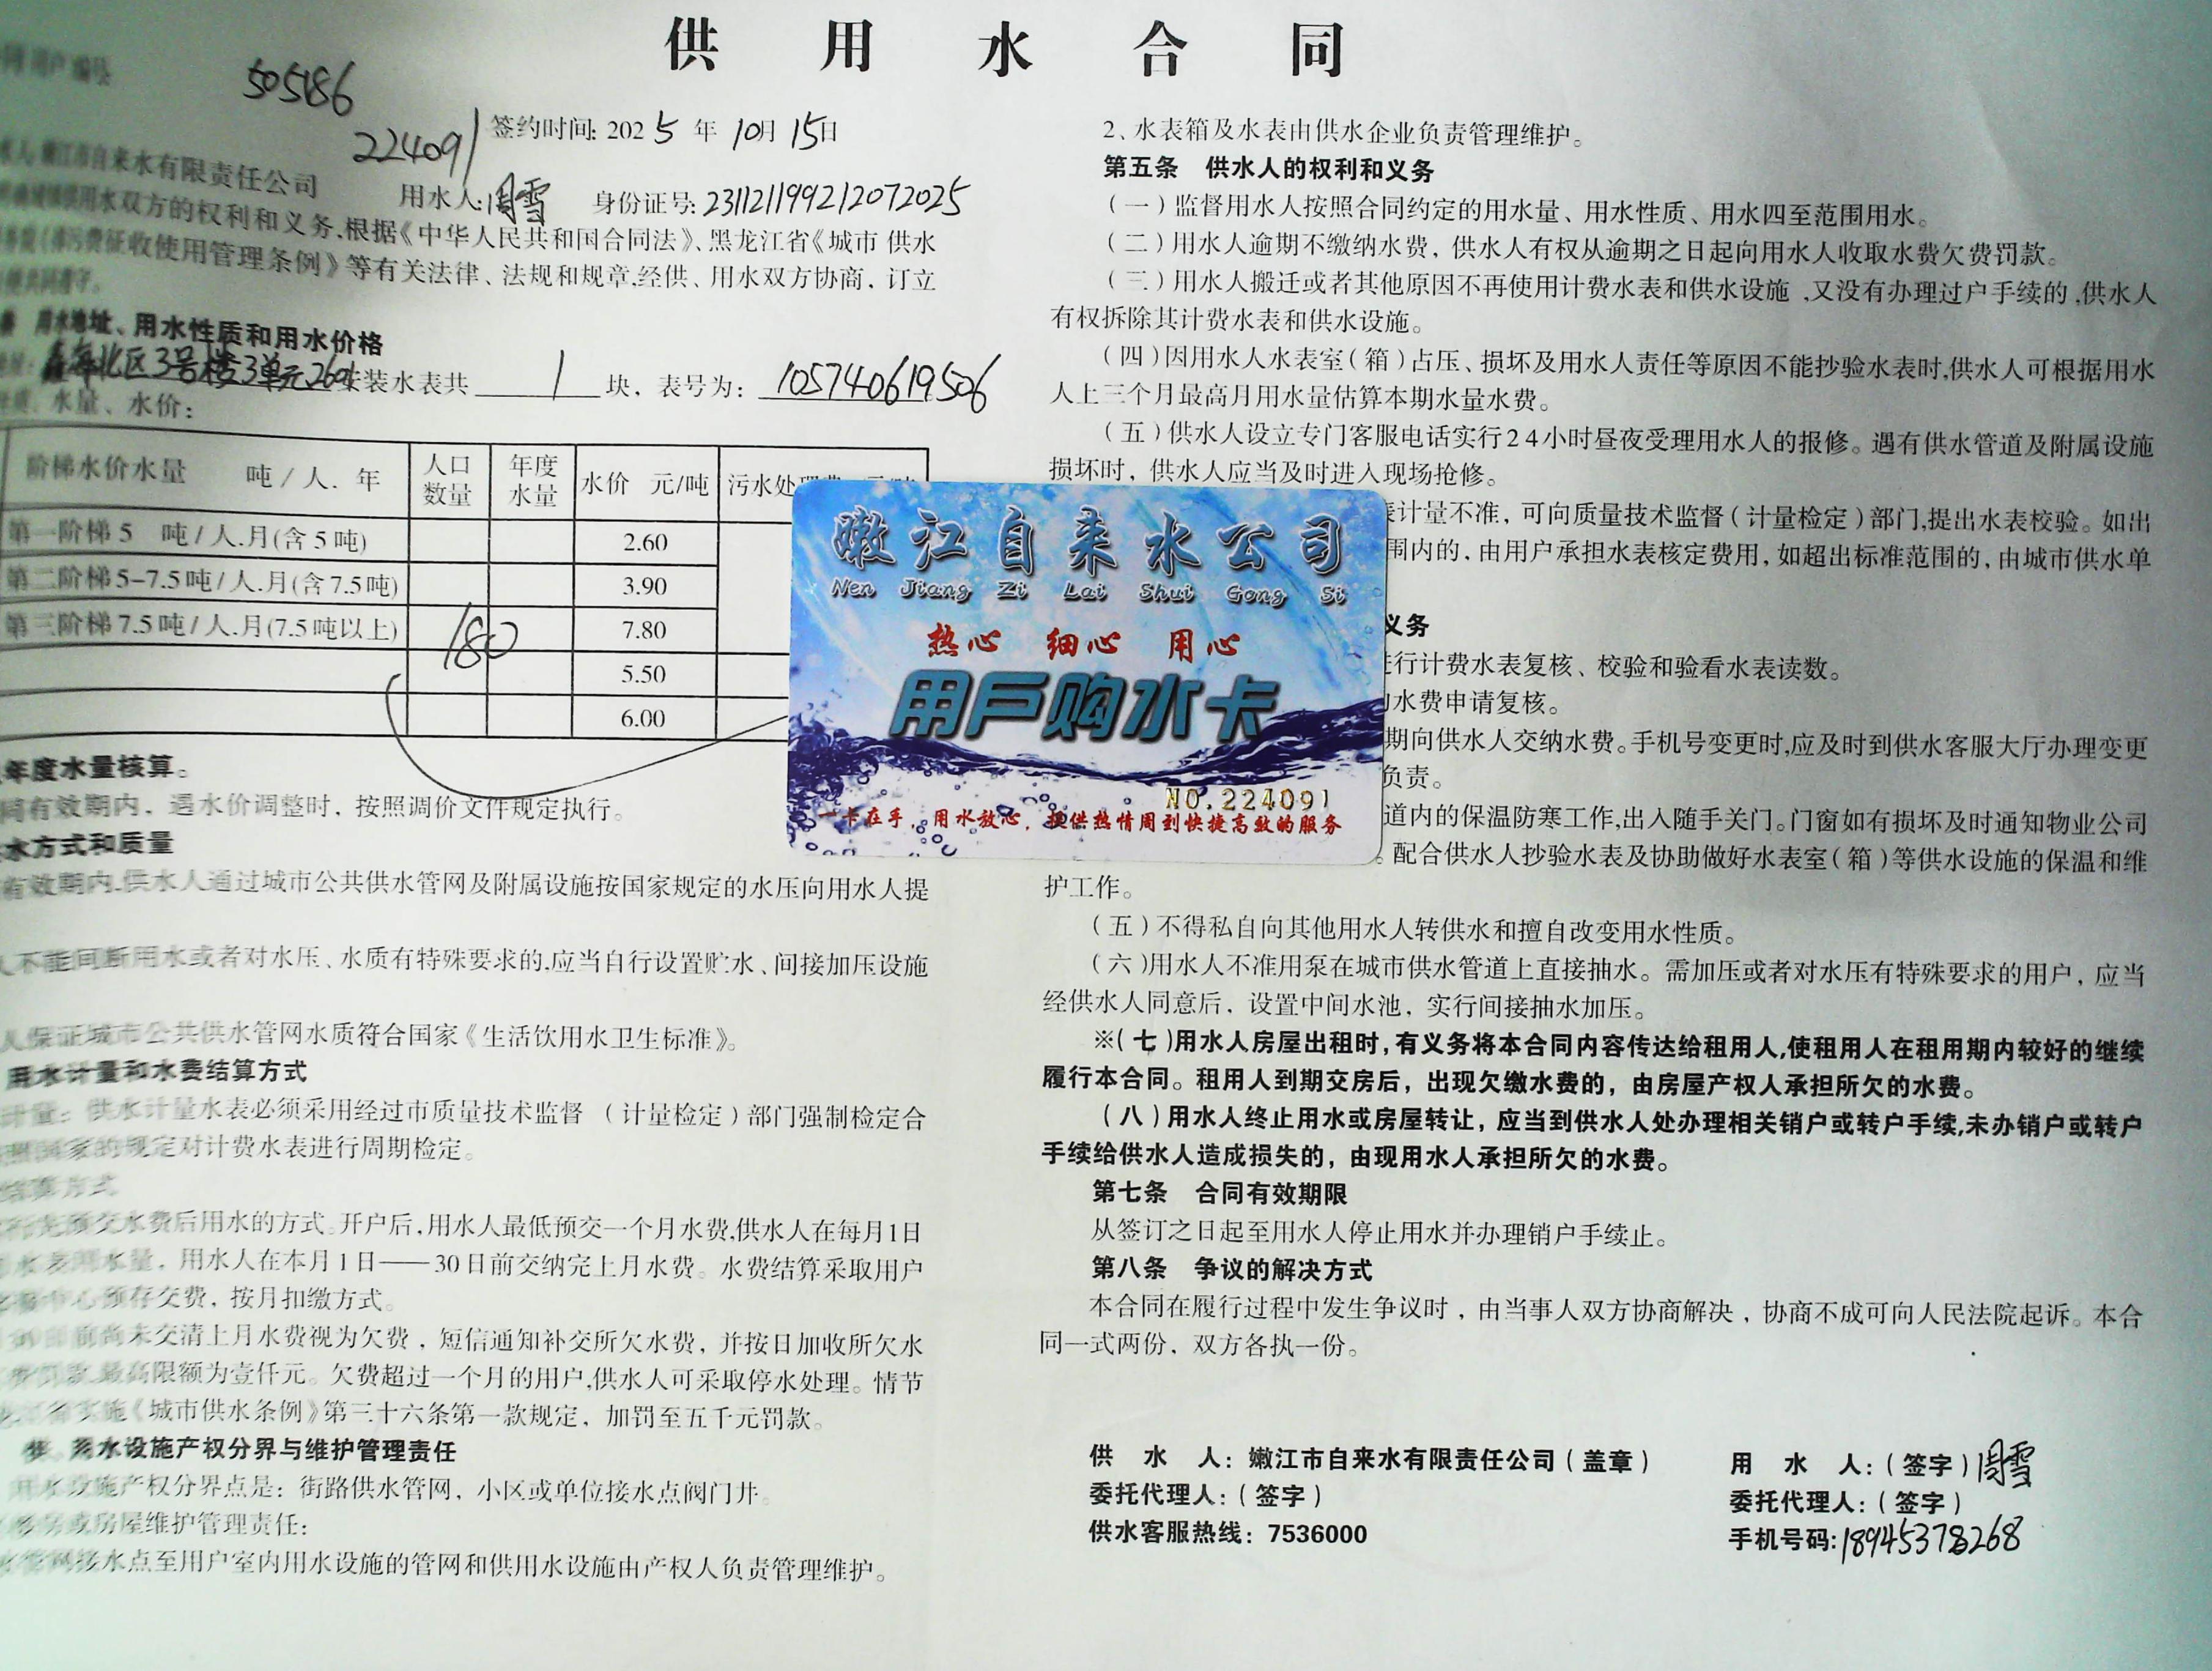 供用水合同
505186
224091
签约时间: 2025年10月15日
嫩江市自来水有限责任公司
用水人:周雪 身份证号:231121199212072025
供用水双方的权利和义务,根据《中华人民共和国合同法》、黑龙江省《城市供水
征收使用管理条例》等有关法律、法规和规章,经供、用水双方协商,订立
用水地址、用水性质和用水价格
北区3号楼3单元260 安装水表共 1 块,表号为: 105740619506
水量、水价:
阶梯水价水量 吨/人.年 人口数量 年度水量 水价 元/吨 污水处
第一阶梯5 吨/人.月(含5吨) 2.60
第二阶梯5-7.5吨/人.月(含7.5吨) 3.90
第三阶梯7.5吨/人.月(7.5吨以上) 7.80
180
5.50
6.00
年度水量核算。
同有效期内,遇水价调整时,按照调价文件规定执行。
水方式和质量
有效期内,供水人通过城市公共供水管网及附属设施按国家规定的水压向用水人提
人不能间断用水或者对水压、水质有特殊要求的,应当自行设置贮水、间接加压设施
人保证城市公共供水管网水质符合国家《生活饮用水卫生标准》。
用水计量和水费结算方式
计量:供水计量水表必须采用经过市质量技术监督(计量检定)部门强制检定合
国家的规定对计费水表进行周期检定。
结算方式
先预交水费后用水的方式。开户后,用水人最低预交一个月水费,供水人在每月1日
用水量,用水人在本月1日——30日前交纳完上月水费。水费结算采取用户
预存交费,按月扣缴方式。
前尚未交清上月水费视为欠费,短信通知补交所欠水费,并按日加收所欠水
最高限额为壹仟元。欠费超过一个月的用户,供水人可采取停水处理。情节
实施《城市供水条例》第三十六条第一款规定,加罚至五千元罚款。
用水设施产权分界与维护管理责任
用水设施产权分界点是:街路供水管网,小区或单位接水点阀门井。
房屋维护管理责任:
管网接水点至用户室内用水设施的管网和供用水设施由产权人负责管理维护。
2、水表箱及水表由供水企业负责管理维护。
第五条 供水人的权利和义务
(一)监督用水人按照合同约定的用水量、用水性质、用水四至范围用水。
(二)用水人逾期不缴纳水费,供水人有权从逾期之日起向用水人收取水费欠费罚款。
(三)用水人搬迁或者其他原因不再使用计费水表和供水设施,又没有办理过户手续的,供水人
有权拆除其计费水表和供水设施。
(四)因用水人水表室(箱)占压、损坏及用水人责任等原因不能抄验水表时,供水人可根据用水
人上三个月最高月用水量估算本期水量水费。
(五)供水人设立专门客服电话实行24小时昼夜受理用水人的报修。遇有供水管道及附属设施
损坏时,供水人应当及时进入现场抢修。
表计量不准,可向质量技术监督(计量检定)部门,提出水表校验。如出
围内的,由用户承担水表核定费用,如超出标准范围的,由城市供水单
义务
进行计费水表复核、校验和验看水表读数。
水费申请复核。
期向供水人交纳水费。手机号变更时,应及时到供水客服大厅办理变更
负责。
道内的保温防寒工作,出入随手关门。门窗如有损坏及时通知物业公司
。配合供水人抄验水表及协助做好水表室(箱)等供水设施的保温和维
护工作。
(五)不得私自向其他用水人转供水和擅自改变用水性质。
(六)用水人不准用泵在城市供水管道上直接抽水。需加压或者对水压有特殊要求的用户,应当
经供水人同意后,设置中间水池,实行间接抽水加压。
※(七)用水人房屋出租时,有义务将本合同内容传达给租用人,使租用人在租用期内较好的继续
履行本合同。租用人到期交房后,出现欠缴水费的,由房屋产权人承担所欠的水费。
(八)用水人终止用水或房屋转让,应当到供水人处办理相关销户或转户手续,未办销户或转户
手续给供水人造成损失的,由现用水人承担所欠的水费。
第七条 合同有效期限
从签订之日起至用水人停止用水并办理销户手续止。
第八条 争议的解决方式
本合同在履行过程中发生争议时,由当事人双方协商解决,协商不成可向人民法院起诉。本合
同一式两份,双方各执一份。
供水人:嫩江市自来水有限责任公司(盖章)
委托代理人:(签字)
供水客服热线:7536000
用水人:(签字)周雪
委托代理人:(签字)
手机号码:18945378268
嫩江自来水公司
Nen Jiang Zi Lai Shui Gong Si
热心 细心 用心
用户购水卡
NO.224091
一卡在手,用水放心,提供热情周到快捷高效的服务